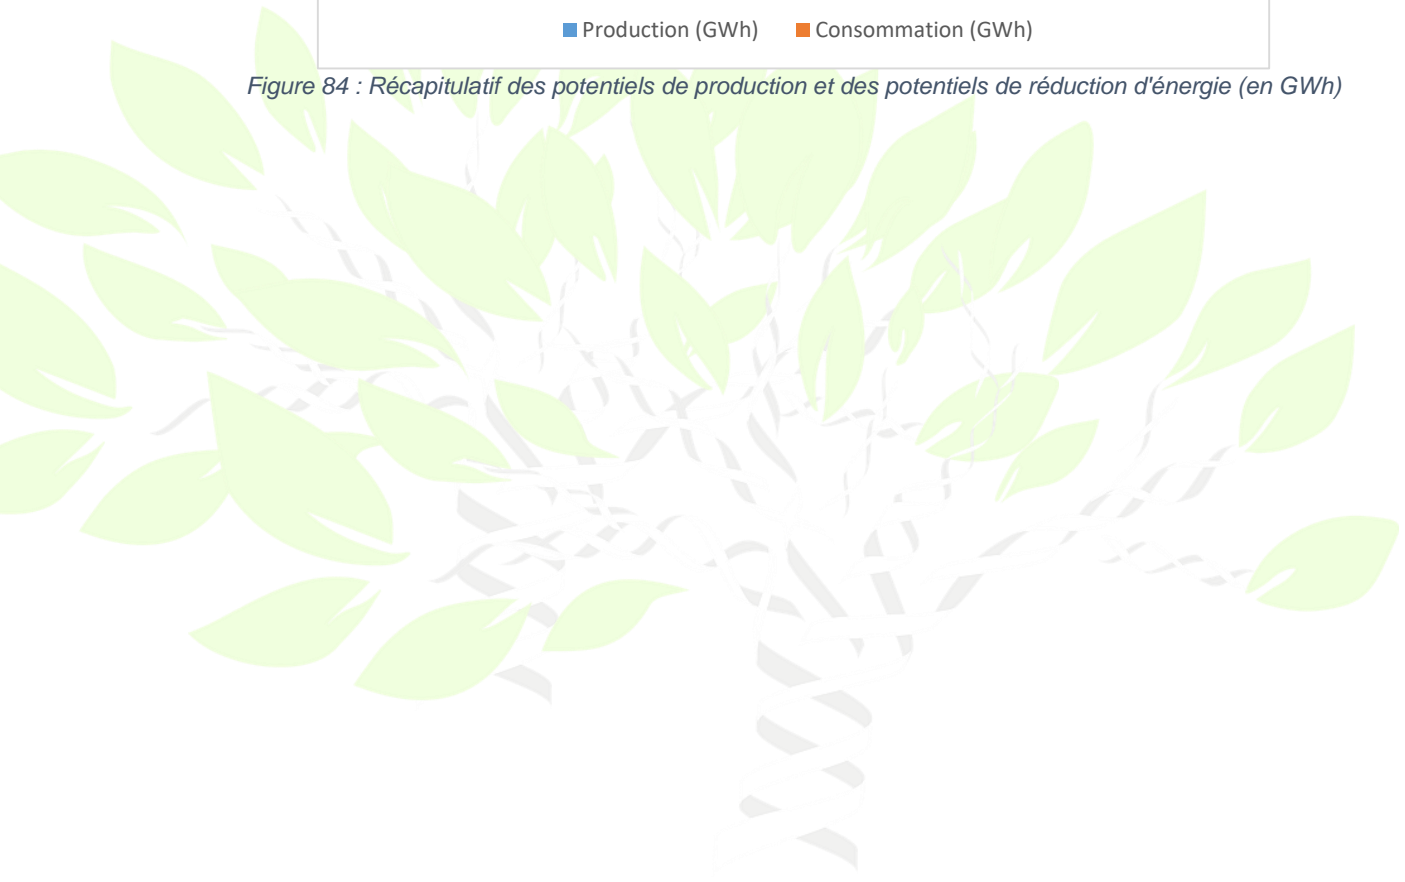 Production (GWh) Consommation (GWh)
Figure 84 : Récapitulatif des potentiels de production et des potentiels de réduction d'énergie (en GWh)